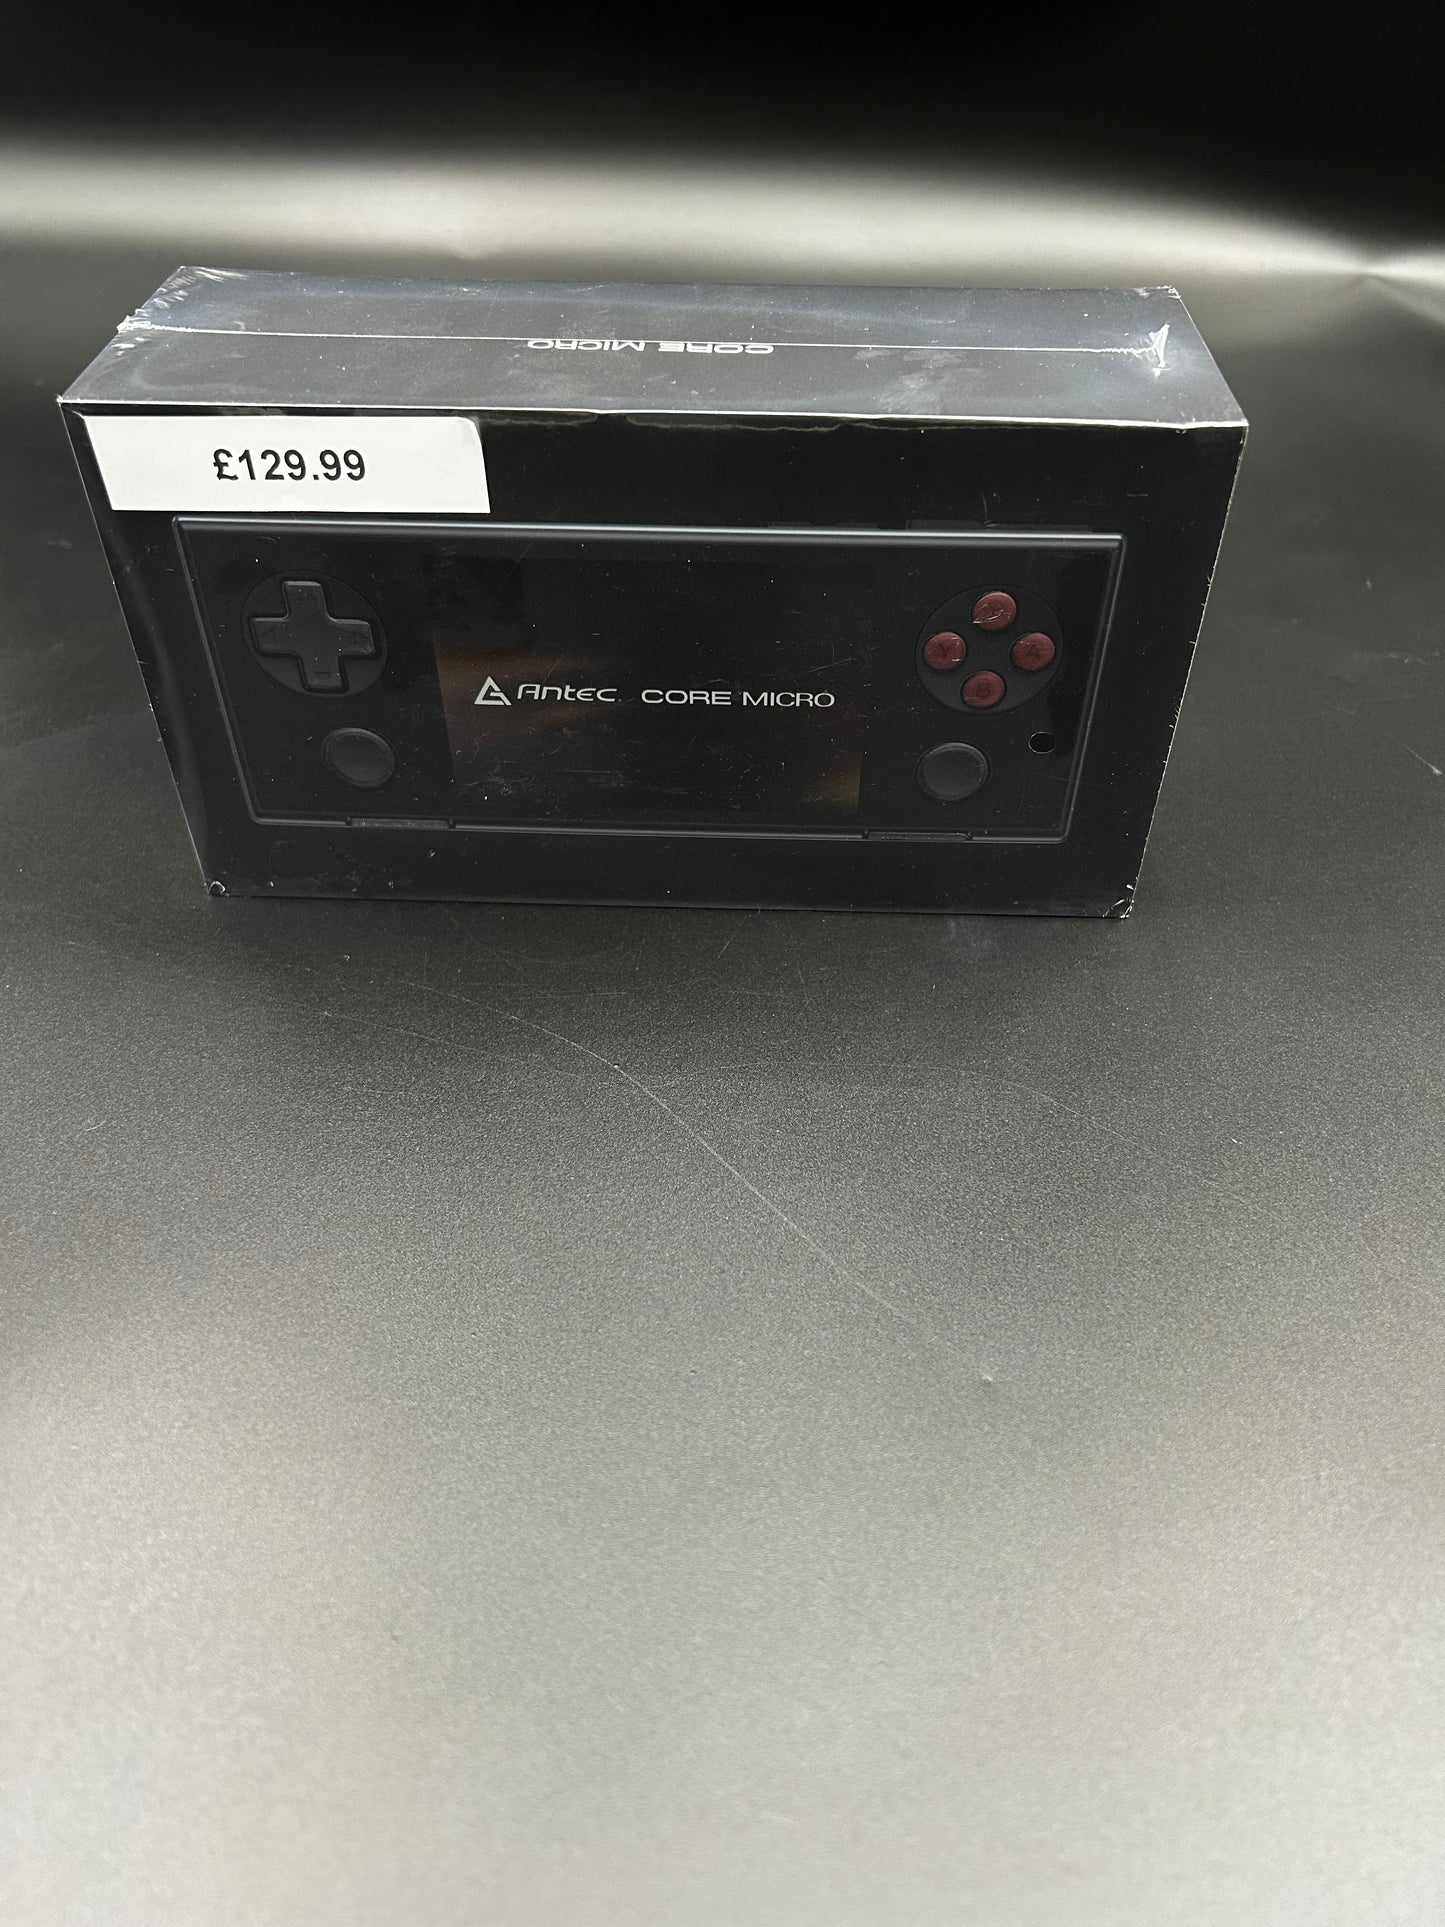 CORE MICRO
£129.99
Antec CORE MICRO
X
Y A
B